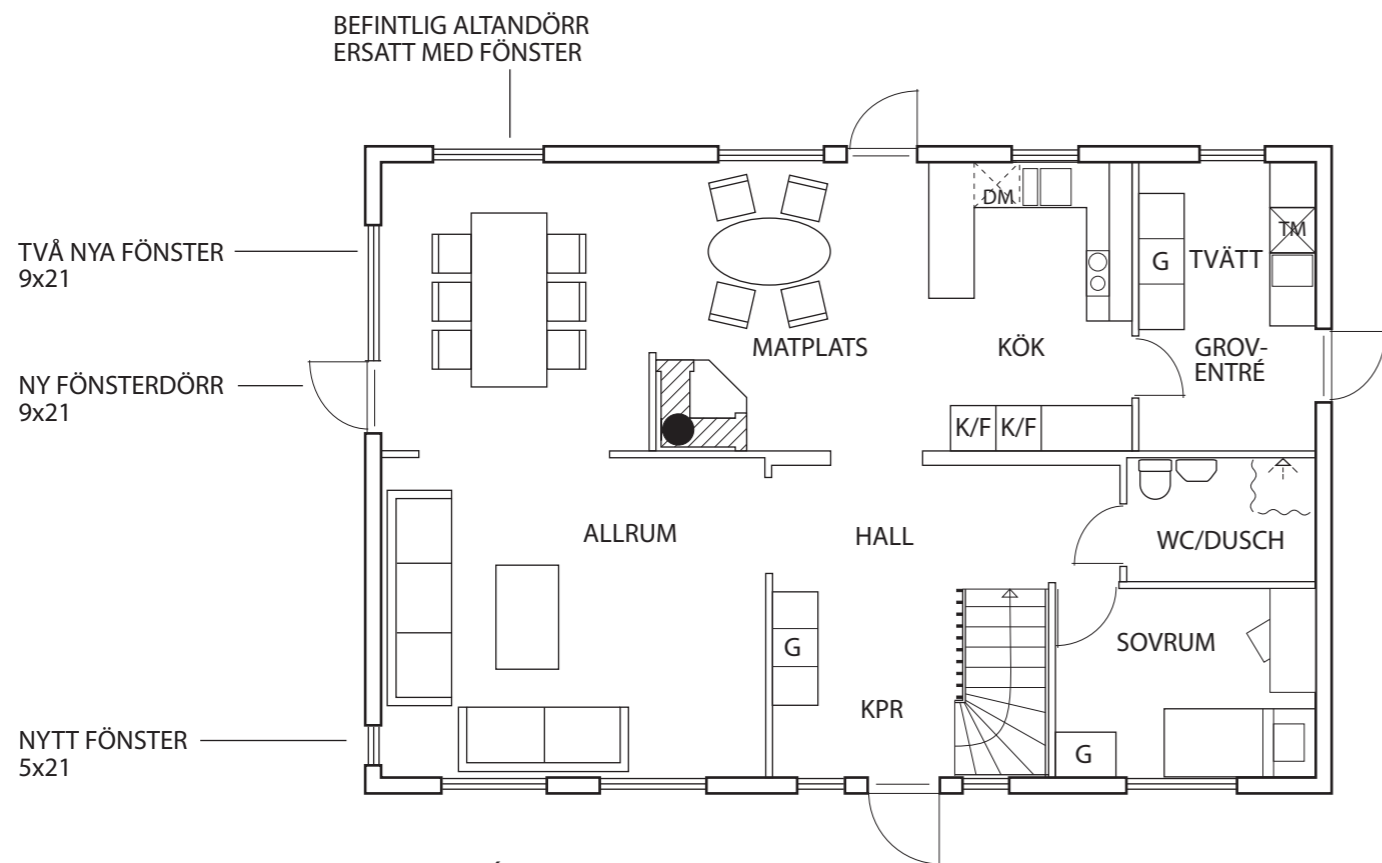 BEFINTLIG ALTANDÖRR
ERSATT MED FÖNSTER
TVÅ NYA FÖNSTER
9x21
NY FÖNSTERDÖRR
9x21
NYTT FÖNSTER
5x21
DM
TM
G
TVÄTT
MATPLATS
KÖK
GROV-
ENTRÉ
K/F
K/F
ALLRUM
HALL
WC/DUSCH
G
SOVRUM
KPR
G